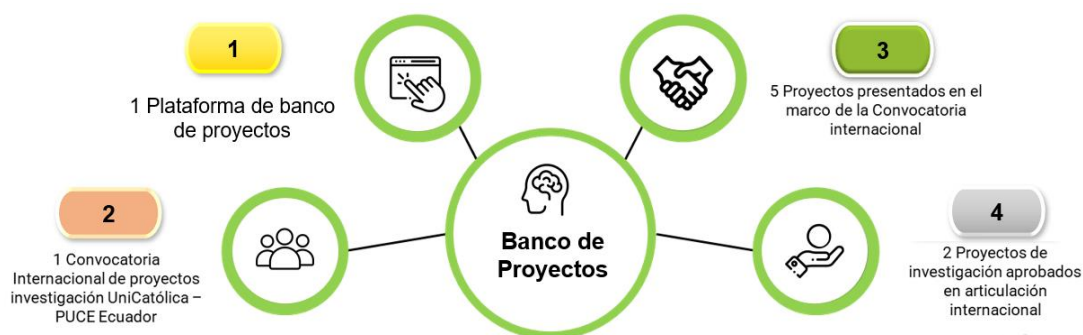 1
1 Plataforma de banco
de proyectos
2
1 Convocatoria
Internacional de proyectos
investigación UniCatólica –
PUCE Ecuador
Banco de
Proyectos
3
5 Proyectos presentados en el
marco de la Convocatoria
internacional
4
2 Proyectos de
investigación aprobados
en articulación
internacional